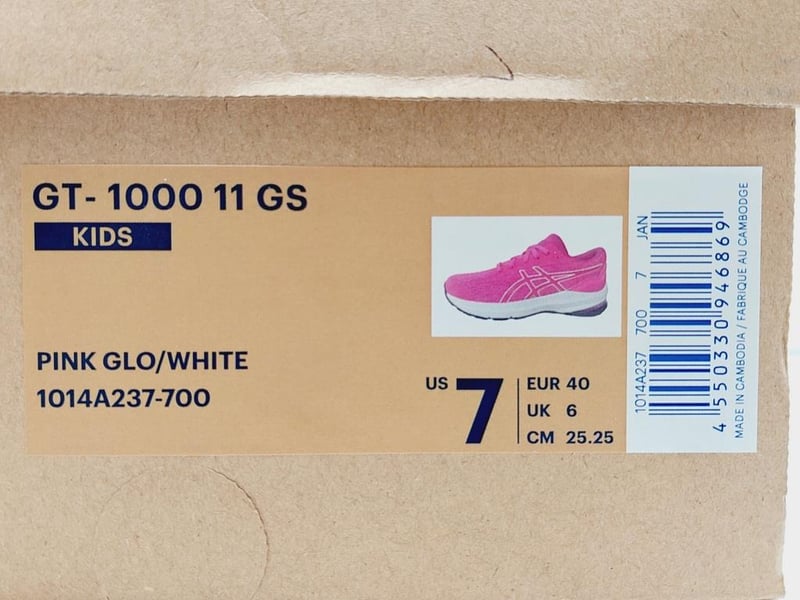 GT- 1000 11 GS
KIDS
PINK GLO/WHITE
1014A237-700
US 7
EUR 40
UK 6
CM 25.25
1014A237 700 7 JAN
4 550330 946869
MADE IN CAMBODIA / FABRIQUE AU CAMBODGE